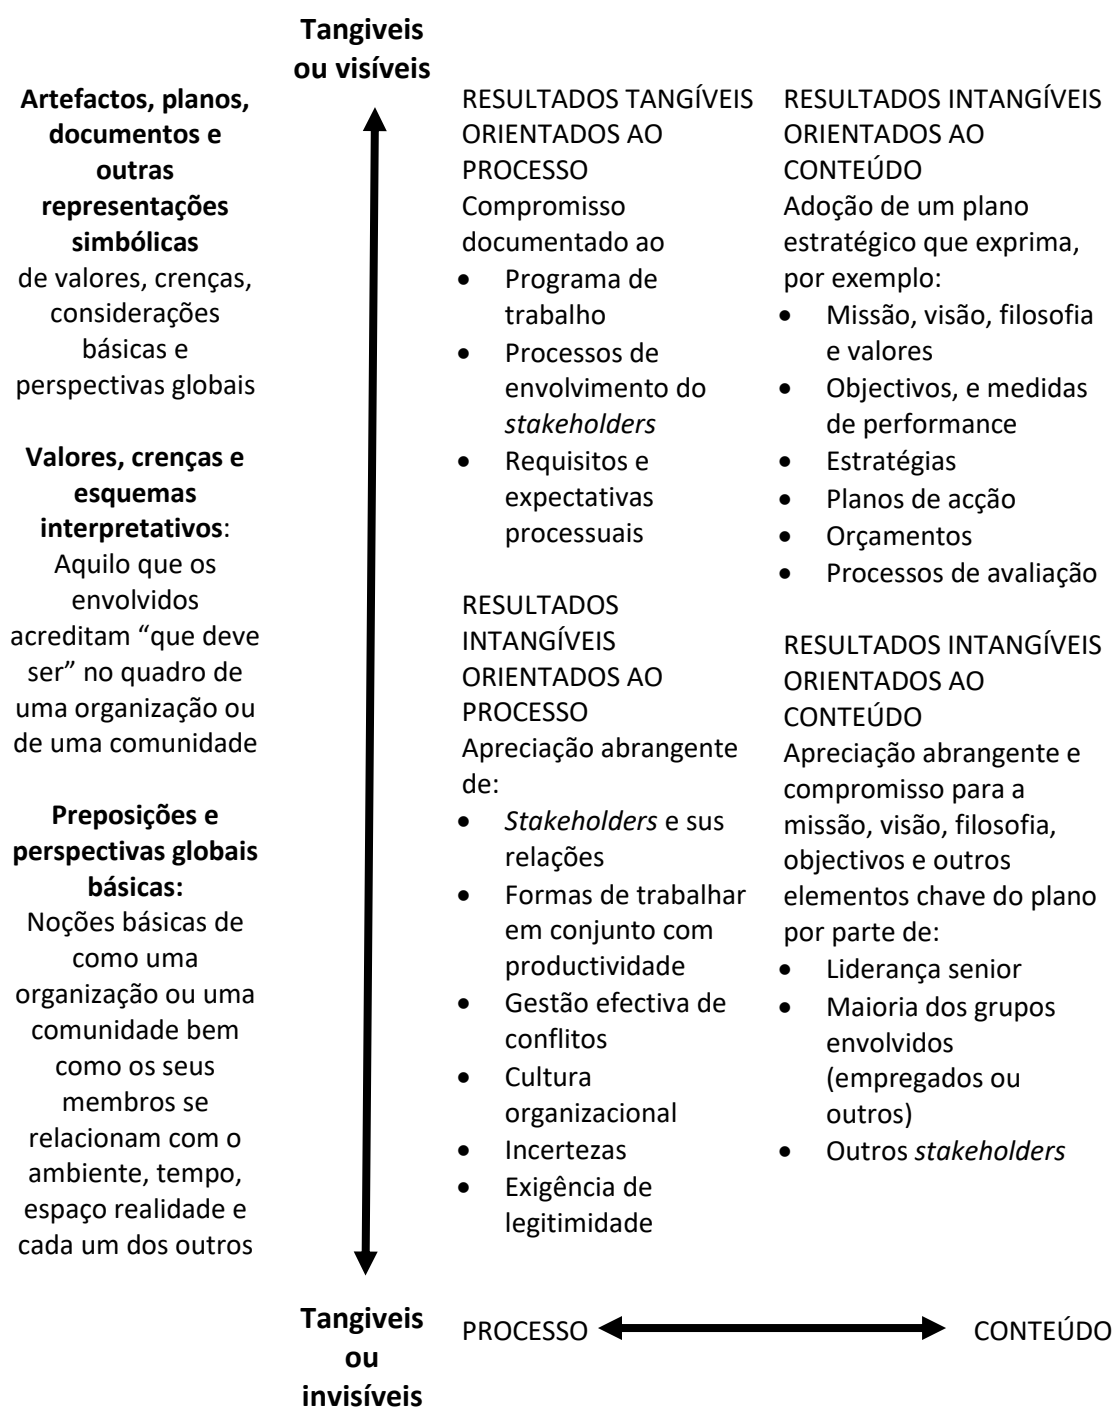 Tangiveis
ou visíveis
Artefactos, planos,
documentos e
outras
representações
simbólicas
de valores, crenças,
considerações
básicas e
perspectivas globais
Valores, crenças e
esquemas
interpretativos:
Aquilo que os
envolvidos
acreditam “que deve
ser” no quadro de
uma organização ou
de uma comunidade
Preposições e
perspectivas globais
básicas:
Noções básicas de
como uma
organização ou uma
comunidade bem
como os seus
membros se
relacionam com o
ambiente, tempo,
espaço realidade e
cada um dos outros
RESULTADOS TANGÍVEIS
ORIENTADOS AO
PROCESSO
Compromisso
documentado ao
• Programa de
trabalho
• Processos de
envolvimento do
stakeholders
• Requisitos e
expectativas
processuais
RESULTADOS
INTANGÍVEIS
ORIENTADOS AO
PROCESSO
Apreciação abrangente
de:
• Stakeholders e sus
relações
• Formas de trabalhar
em conjunto com
productividade
• Gestão efectiva de
conflitos
• Cultura
organizacional
• Incertezas
• Exigência de
legitimidade
RESULTADOS INTANGÍVEIS
ORIENTADOS AO
CONTEÚDO
Adoção de um plano
estratégico que exprima,
por exemplo:
• Missão, visão, filosofia
e valores
• Objectivos, e medidas
de performance
• Estratégias
• Planos de acção
• Orçamentos
• Processos de avaliação
RESULTADOS INTANGÍVEIS
ORIENTADOS AO
CONTEÚDO
Apreciação abrangente e
compromisso para a
missão, visão, filosofia,
objectivos e outros
elementos chave do plano
por parte de:
• Liderança senior
• Maioria dos grupos
envolvidos
(empregados ou
outros)
• Outros stakeholders
Tangiveis
ou
invisíveis
PROCESSO
CONTEÚDO